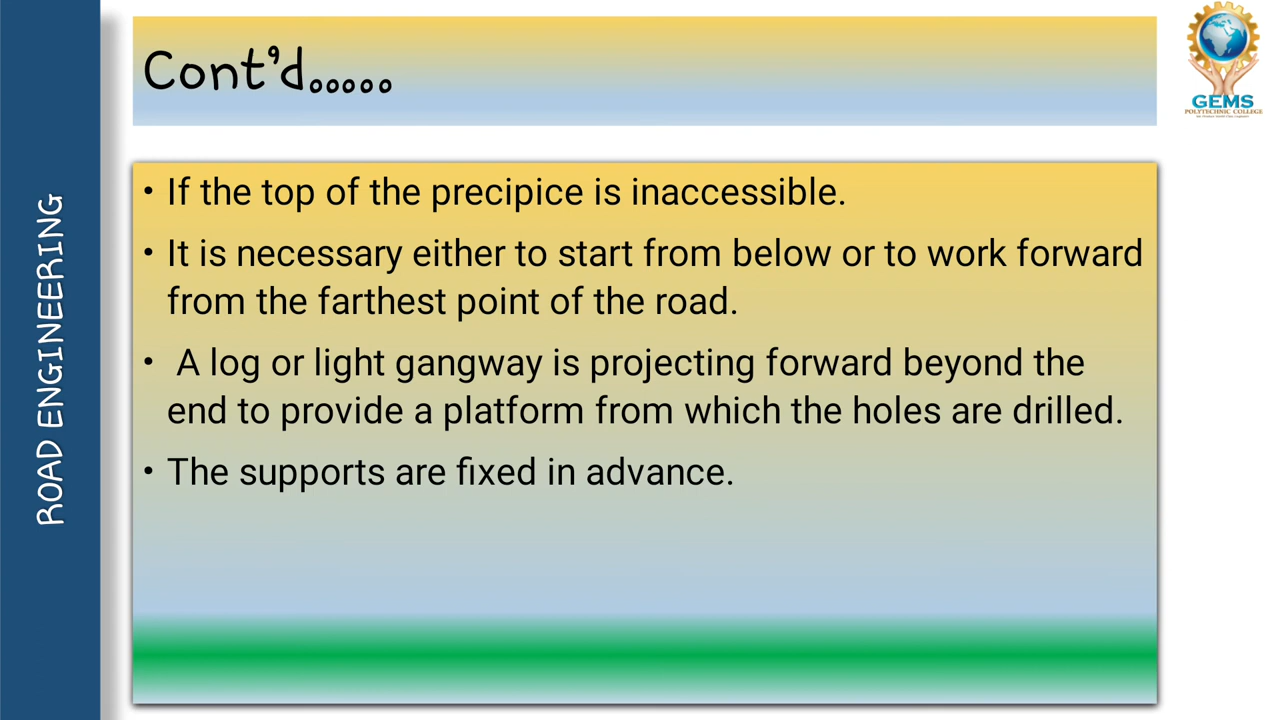 Cont'd.....
GEMS
POLYTECHNIC COLLEGE
ROAD ENGINEERING
• If the top of the precipice is inaccessible.
• It is necessary either to start from below or to work forward
from the farthest point of the road.
• A log or light gangway is projecting forward beyond the
end to provide a platform from which the holes are drilled.
• The supports are fixed in advance.